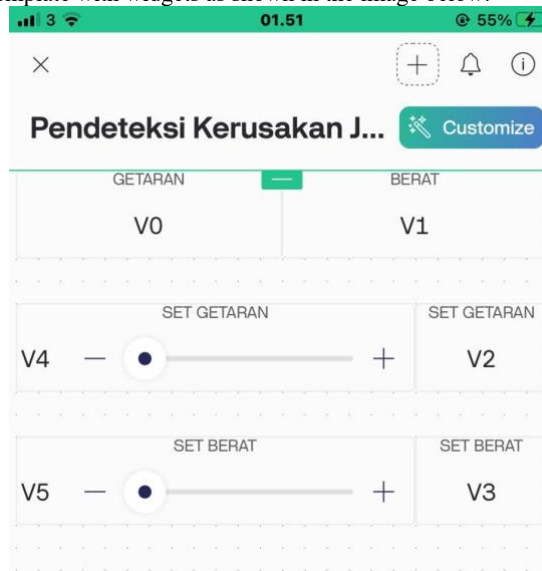 template with widgets as shown in the image below.
3 01.51 55%
Pendeteksi Kerusakan J... Customize
GETARAN BERAT
V0 V1
SET GETARAN SET GETARAN
V4 V2
SET BERAT SET BERAT
V5 V3